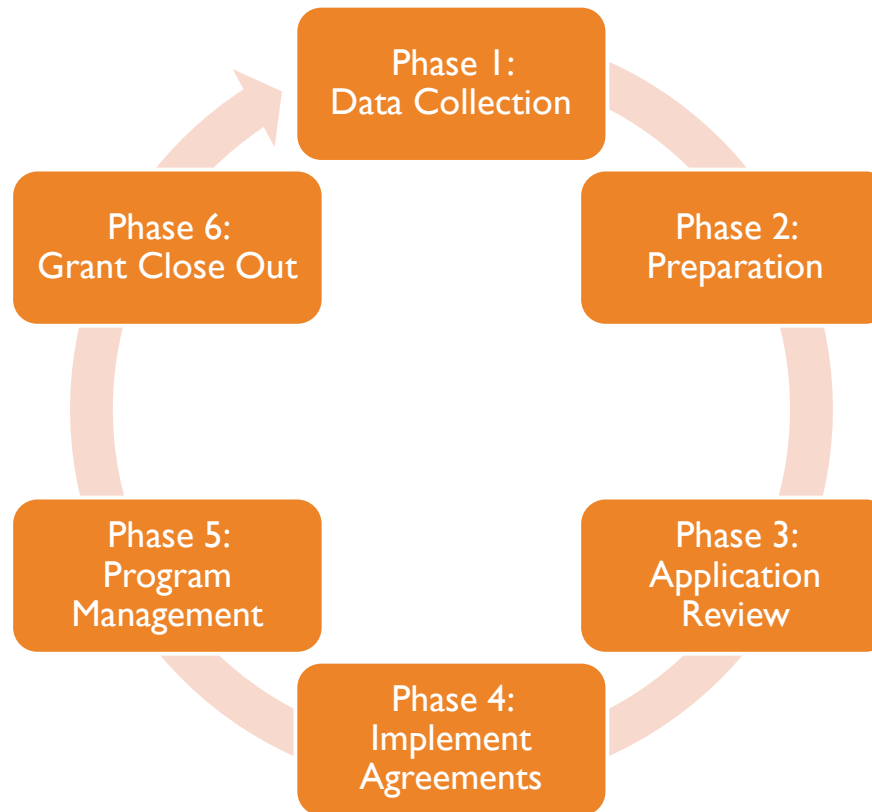 Phase 1:
Data Collection
Phase 2:
Preparation
Phase 3:
Application
Review
Phase 4:
Implement
Agreements
Phase 5:
Program
Management
Phase 6:
Grant Close Out